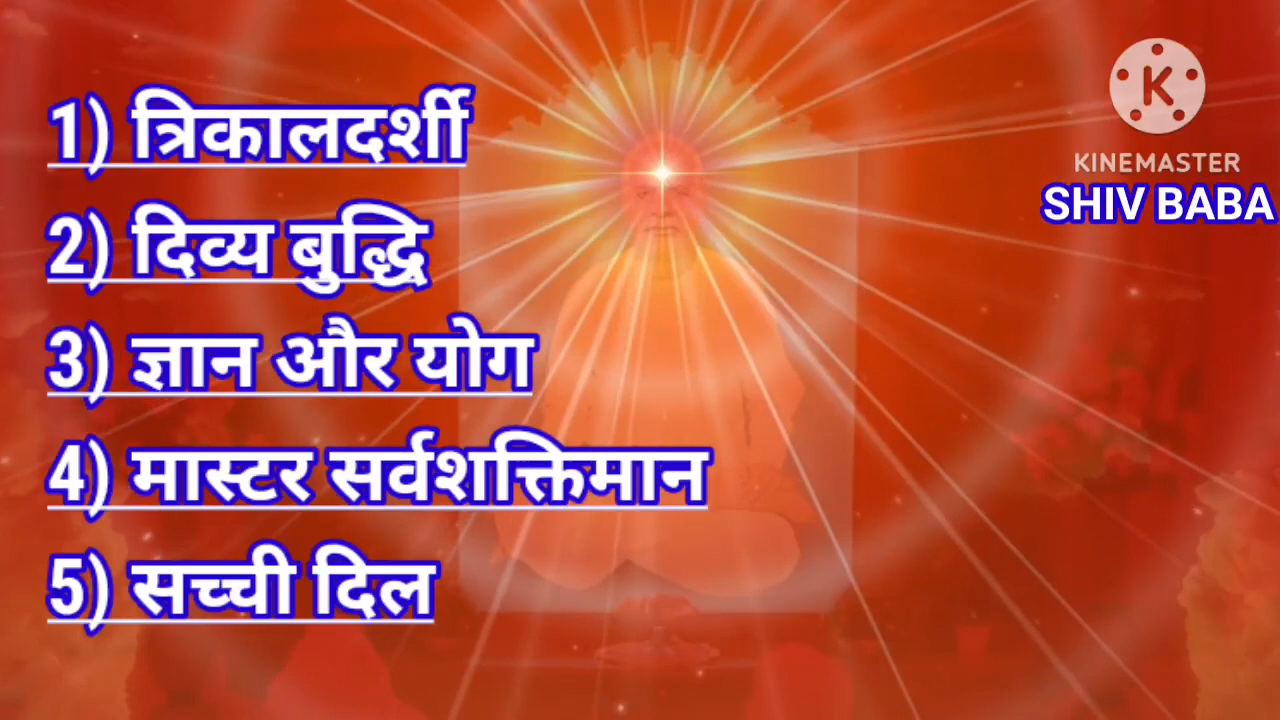 1) त्रिकालदर्शी
2) दिव्य बुद्धि
3) ज्ञान और योग
4) मास्टर सर्वशक्तिमान
5) सच्ची दिल
K
KINEMASTER
SHIV BABA